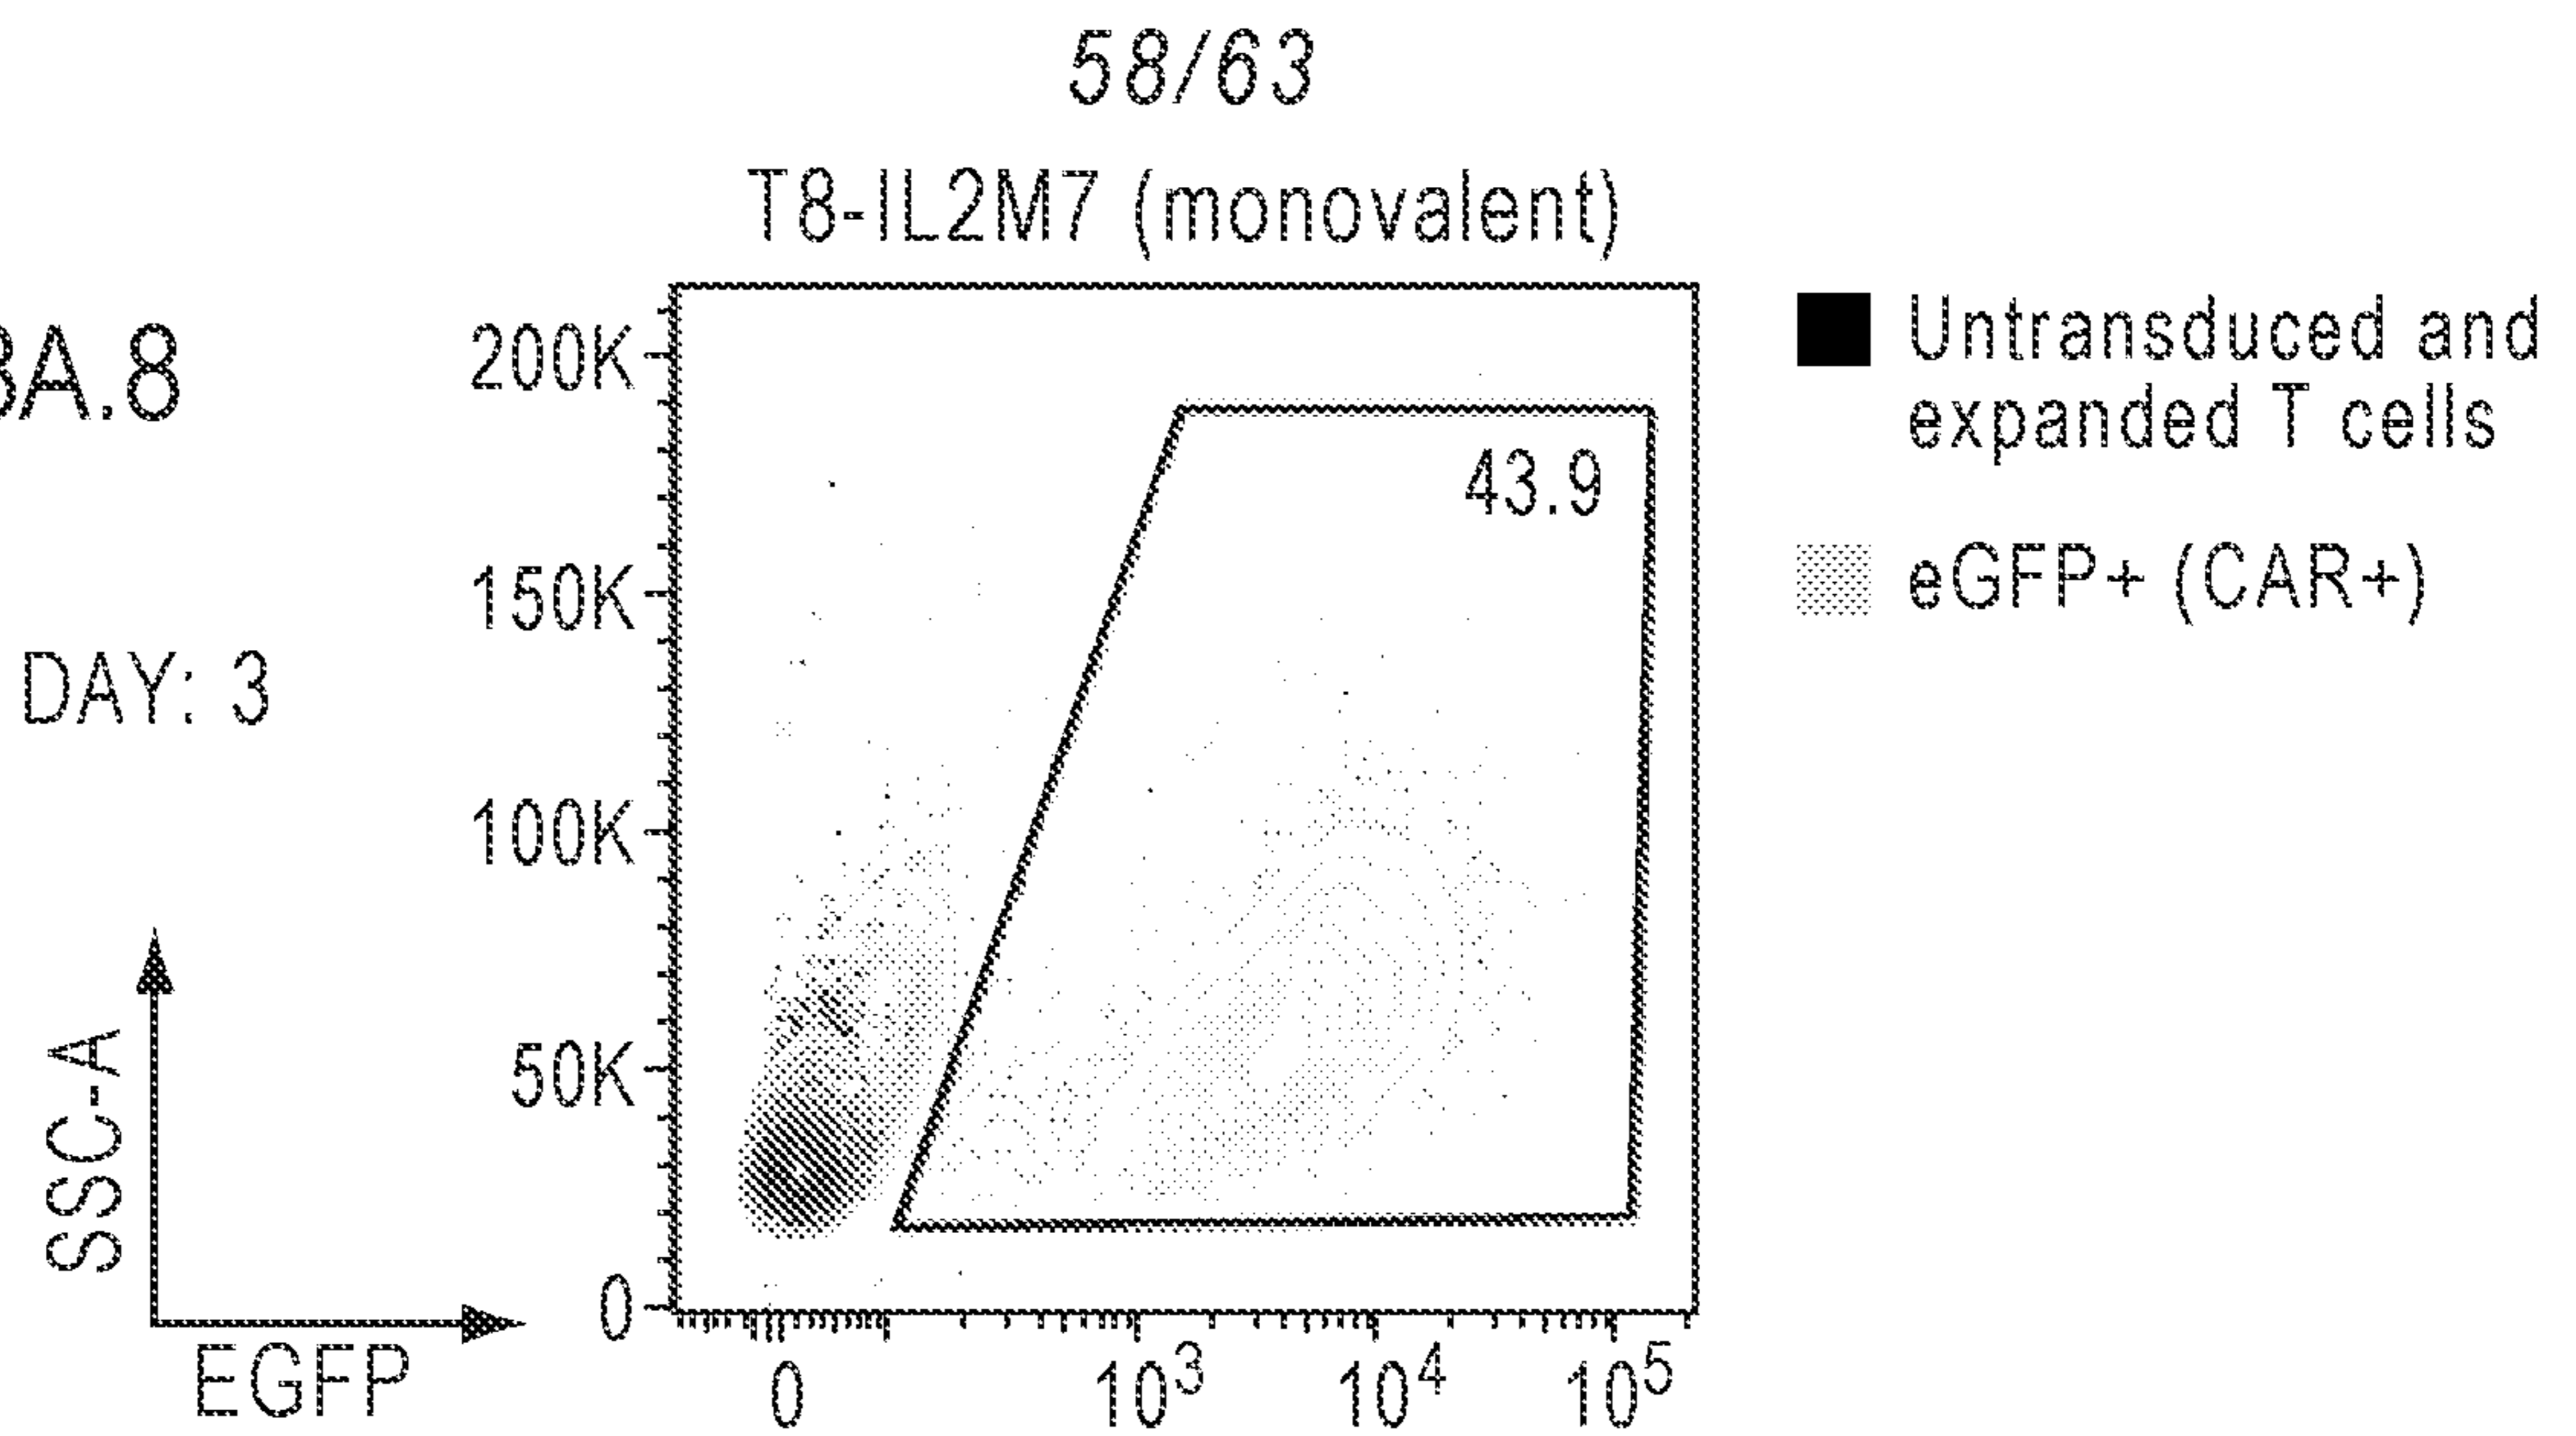 58/63
T8-IL2M7 (monovalent)
A.8
DAY: 3
200K
150K
100K
50K
0
43.9
Untransduced and
expanded T cells
eGFP+ (CAR+)
SSC-A
EGFP
0
10³
10⁴
10⁵